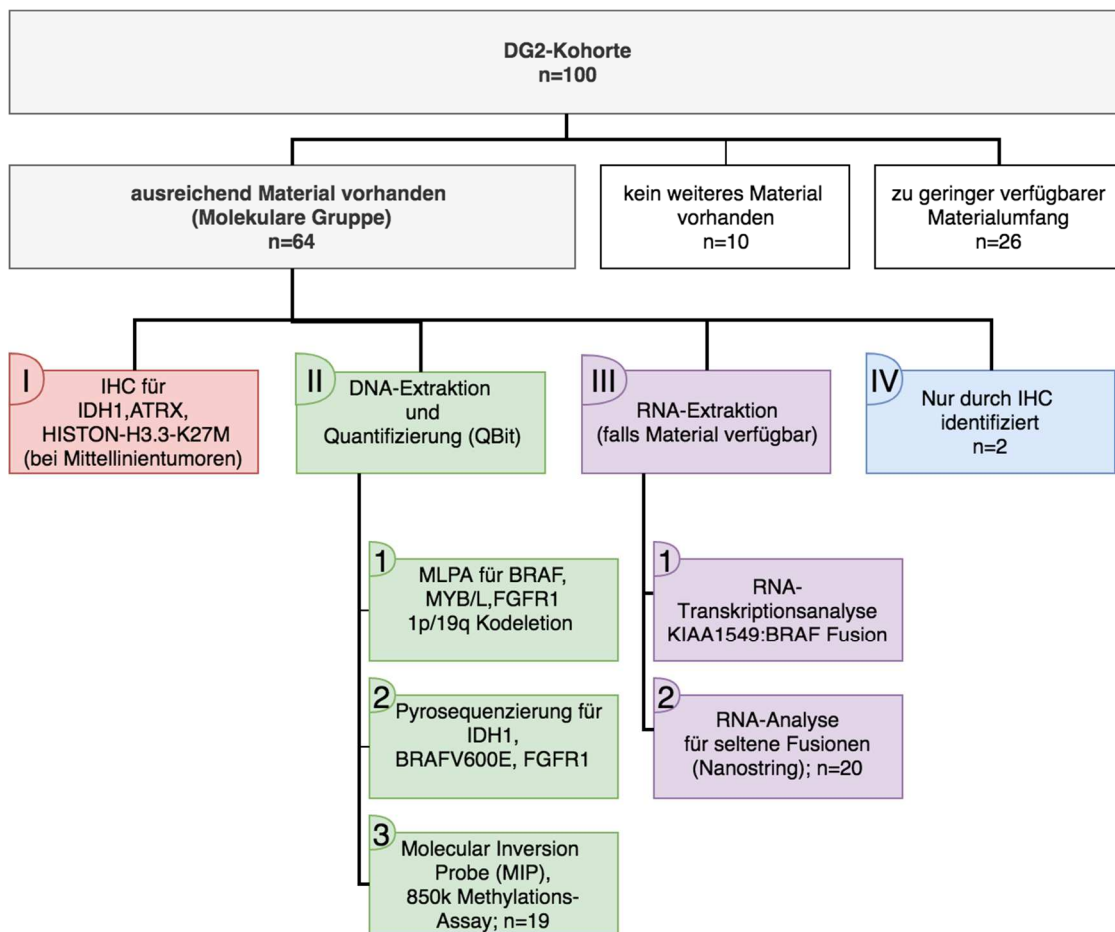 DG2-Kohorte
n=100
ausreichend Material vorhanden
(Molekulare Gruppe)
n=64
kein weiteres Material
vorhanden
n=10
zu geringer verfügbarer
Materialumfang
n=26
I
IHC für
IDH1,ATRX,
HISTON-H3.3-K27M
(bei Mittellinientumoren)
II
DNA-Extraktion
und
Quantifizierung (QBit)
III
RNA-Extraktion
(falls Material verfügbar)
IV
Nur durch IHC
identifiziert
n=2
1
MLPA für BRAF,
MYB/L,FGFR1
1p/19q Kodeletion
2
Pyrosequenzierung für
IDH1,
BRAFV600E, FGFR1
3
Molecular Inversion
Probe (MIP),
850k Methylations-
Assay; n=19
1
RNA-
Transkriptionsanalyse
KIAA1549:BRAF Fusion
2
RNA-Analyse
für seltene Fusionen
(Nanostring); n=20